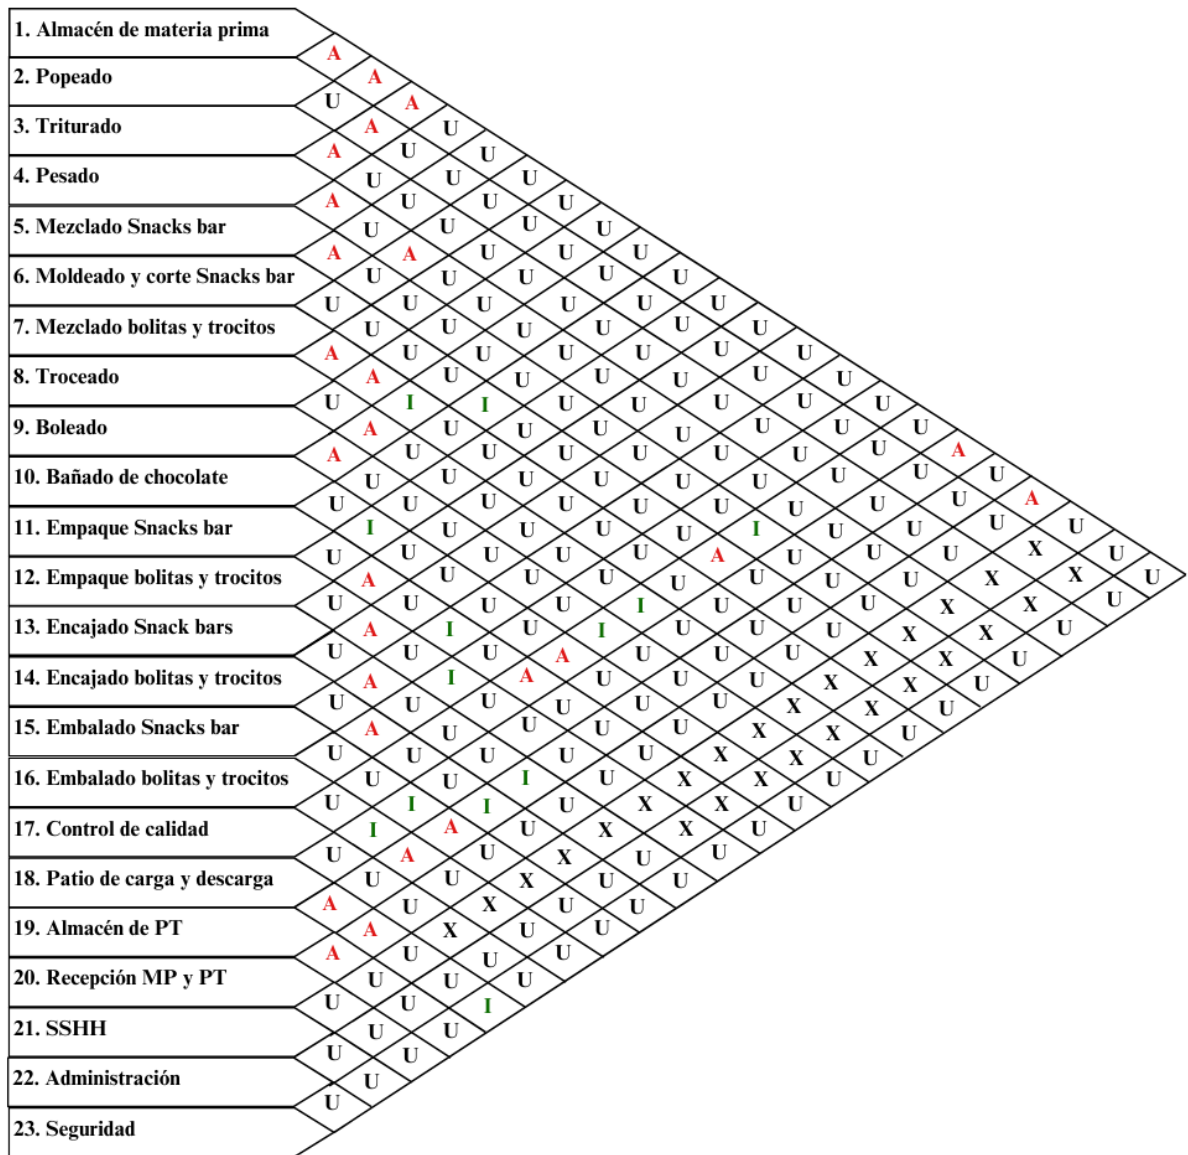 1. Almacén de materia prima
A
2. Popeado A
U A
3. Triturado A U
A U U
4. Pesado U U U
A U U U
5. Mezclado Snacks bar U U U U
A A U U U
6. Moldeado y corte Snacks bar U U U U U
U U U U U U
7. Mezclado bolitas y trocitos U U U U U U
A U U U U U U
8. Troceado A U U U U U U
U I I U U U U U
9. Boleado A U U U U U U U
A U U U U U U U A
10. Bañado de chocolate U U U U U U U U U
U U U U U U U U U A
11. Empaque Snacks bar I U U U U I U U U U
U U U U U A U U U X U
12. Empaque bolitas y trocitos A U U U U U U U X X U
U U U U I U U U X X U
13. Encajado Snack bars A I U I U U U X X U
U U U A U U U X X U
14. Encajado bolitas y trocitos A I A U U U X X U
U U U U U U X X U
15. Embalado Snacks bar A U U U U X X U
U U U U U X X U
16. Embalado bolitas y trocitos U U I U X X U
U I I U X X U
17. Control de calidad I A U X X U
U A U X U U
18. Patio de carga y descarga U U X U U
A U X U U
19. Almacén de PT A X U U
A U U U
20. Recepción MP y PT U U U
U U I
21. SSHH U U
U U
22. Administración U
U
23. Seguridad